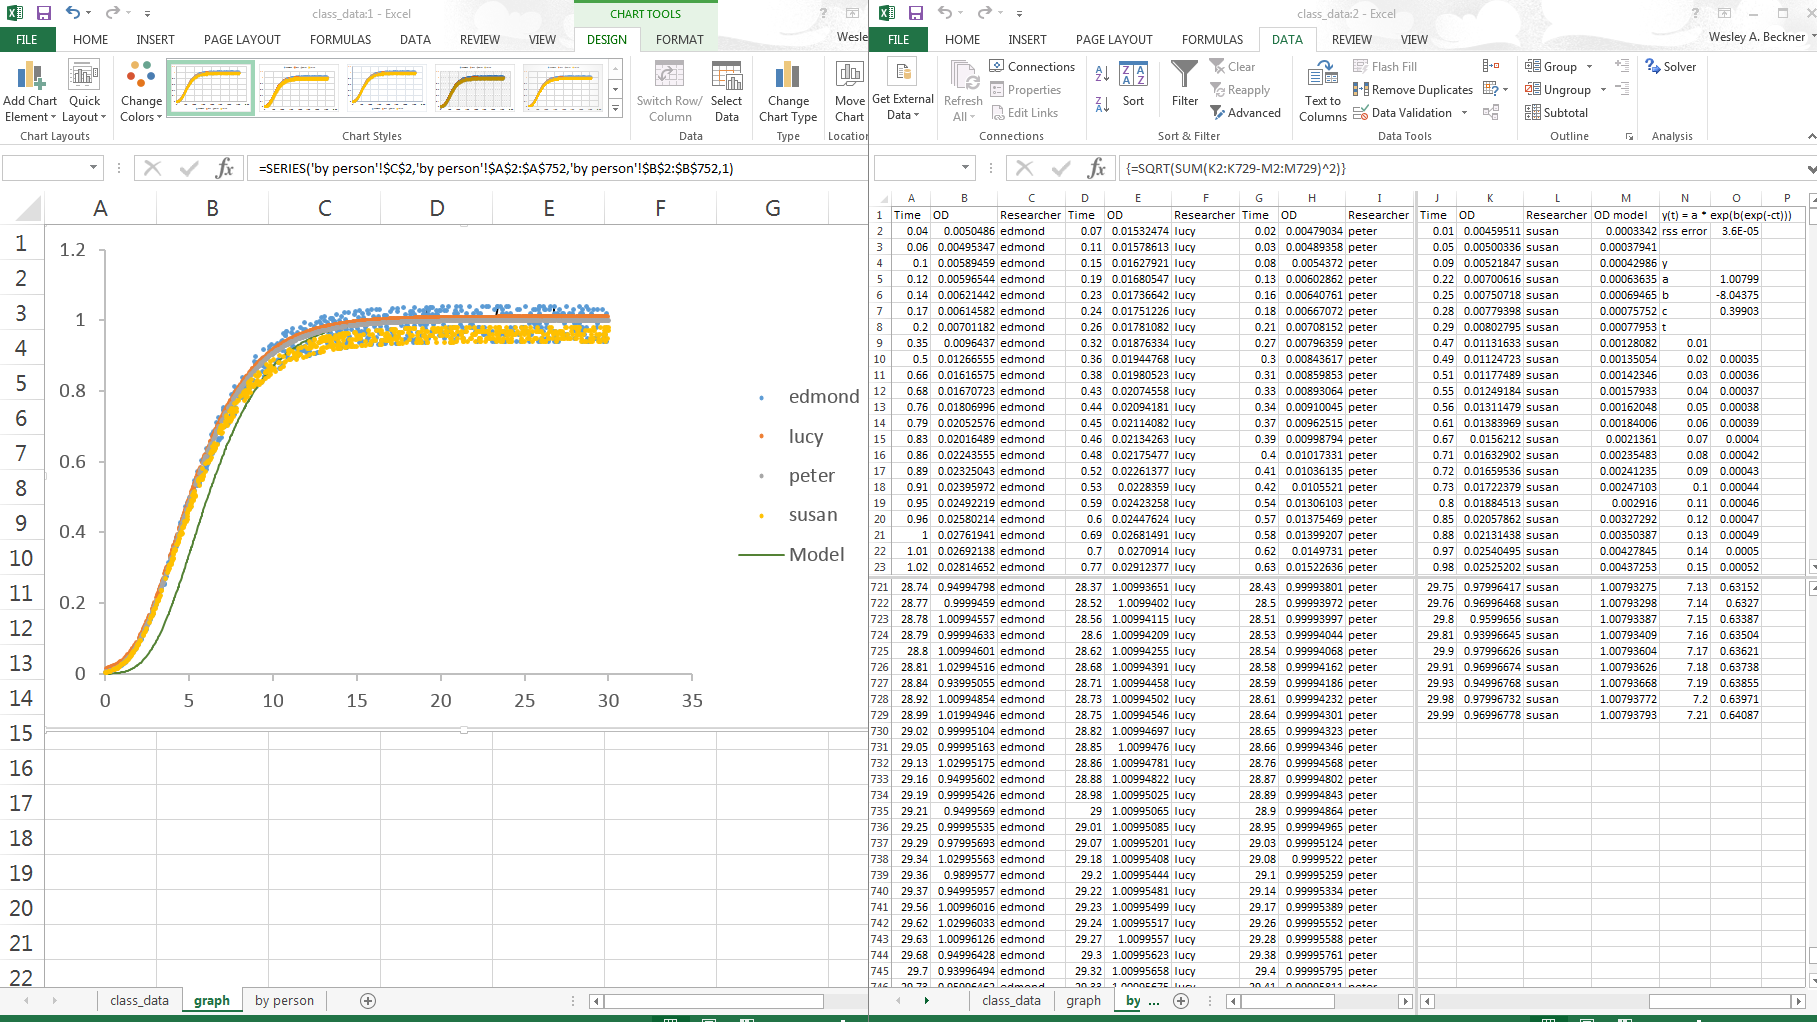 class_data:1 - Excel
CHART TOOLS
?
FILE HOME INSERT PAGE LAYOUT FORMULAS DATA REVIEW VIEW DESIGN FORMAT Wesle
Add Chart Element
Quick Layout
Change Colors
Switch Row/ Column
Select Data
Change Chart Type
Move Chart
Chart Layouts Chart Styles Data Type Location
fx =SERIES('by person'!$C$2,'by person'!$A$2:$A$752,'by person'!$B$2:$B$752,1)
A B C D E F G
1
2
3
4
5
6
7
8
9
10
11
12
13
14
15
16
17
18
19
20
21
22
1.2
1
0.8
0.6
0.4
0.2
0
0 5 10 15 20 25 30 35
edmond
lucy
peter
susan
Model
class_data graph by person
class_data:2 - Excel
?
FILE HOME INSERT PAGE LAYOUT FORMULAS DATA REVIEW VIEW Wesley A. Beckner
Get External Data
Refresh All
Connections
Properties
Edit Links
Sort
Filter
Clear
Reapply
Advanced
Text to Columns
Flash Fill
Remove Duplicates
Data Validation
Group
Ungroup
Subtotal
Solver
Connections Sort & Filter Data Tools Outline Analysis
fx {=SQRT(SUM(K2:K729-M2:M729)^2)}
A B C D E F G H I J K L M N O P
1 Time OD Researcher Time OD Researcher Time OD Researcher Time OD Researcher OD model y(t) = a * exp(b(exp(-ct)))
2 0.04 0.0050486 edmond 0.07 0.01532474 lucy 0.02 0.00479034 peter 0.01 0.00459511 susan 0.0003342 rss error 3.6E-05
3 0.06 0.00495347 edmond 0.11 0.01578613 lucy 0.03 0.00489358 peter 0.05 0.00500336 susan 0.00037941
4 0.1 0.00589459 edmond 0.15 0.01627921 lucy 0.08 0.0054372 peter 0.09 0.00521847 susan 0.00042986 y
5 0.12 0.00596544 edmond 0.19 0.01680547 lucy 0.13 0.00602862 peter 0.22 0.00700616 susan 0.00063635 a 1.00799
6 0.14 0.00621442 edmond 0.23 0.01736642 lucy 0.16 0.00640761 peter 0.25 0.00750718 susan 0.00069465 b -8.04375
7 0.17 0.00614582 edmond 0.24 0.01751226 lucy 0.18 0.00667072 peter 0.28 0.00779398 susan 0.00075752 c 0.39903
8 0.2 0.00701182 edmond 0.26 0.01781082 lucy 0.21 0.00708152 peter 0.29 0.00802795 susan 0.00077953 t
9 0.35 0.0096437 edmond 0.32 0.01876334 lucy 0.27 0.00796359 peter 0.47 0.01131633 susan 0.00128082 0.01
10 0.5 0.01266555 edmond 0.36 0.01944768 lucy 0.3 0.00843617 peter 0.49 0.01124723 susan 0.00135054 0.02 0.00035
11 0.66 0.01616575 edmond 0.38 0.01980523 lucy 0.31 0.00859853 peter 0.51 0.01177489 susan 0.00142346 0.03 0.00036
12 0.68 0.01670723 edmond 0.43 0.02074558 lucy 0.33 0.00893064 peter 0.55 0.01249184 susan 0.00157933 0.04 0.00037
13 0.76 0.01806996 edmond 0.44 0.02094181 lucy 0.34 0.00910045 peter 0.56 0.01311479 susan 0.00162048 0.05 0.00038
14 0.79 0.02052576 edmond 0.45 0.02114082 lucy 0.37 0.00962515 peter 0.61 0.01383969 susan 0.00184006 0.06 0.00039
15 0.83 0.02016489 edmond 0.46 0.02134263 lucy 0.39 0.00998794 peter 0.67 0.0156212 susan 0.0021361 0.07 0.0004
16 0.86 0.02243555 edmond 0.48 0.02175477 lucy 0.4 0.01017331 peter 0.71 0.01632902 susan 0.00235483 0.08 0.00042
17 0.89 0.02325043 edmond 0.52 0.02261377 lucy 0.41 0.01036135 peter 0.72 0.01659536 susan 0.00241235 0.09 0.00043
18 0.91 0.02395972 edmond 0.53 0.0228359 lucy 0.42 0.0105521 peter 0.73 0.01722379 susan 0.00247103 0.1 0.00044
19 0.95 0.02492219 edmond 0.59 0.02423258 lucy 0.54 0.01306103 peter 0.8 0.01884513 susan 0.002916 0.11 0.00046
20 0.96 0.02580214 edmond 0.6 0.02447624 lucy 0.57 0.01375469 peter 0.85 0.02057862 susan 0.00327292 0.12 0.00047
21 1 0.02761941 edmond 0.69 0.02681491 lucy 0.58 0.01399207 peter 0.88 0.02131438 susan 0.00350387 0.13 0.00049
22 1.01 0.02692138 edmond 0.7 0.0270914 lucy 0.62 0.0149731 peter 0.97 0.02540495 susan 0.00427845 0.14 0.0005
23 1.02 0.02814652 edmond 0.77 0.02912377 lucy 0.63 0.01522636 peter 0.98 0.02525202 susan 0.00437253 0.15 0.00052
721 28.74 0.94994798 edmond 28.37 1.00993651 lucy 28.43 0.99993801 peter 29.75 0.97996417 susan 1.00793275 7.13 0.63152
722 28.77 0.9999459 edmond 28.52 1.0099402 lucy 28.5 0.99993972 peter 29.76 0.96996468 susan 1.00793298 7.14 0.6327
723 28.78 1.00994557 edmond 28.56 1.00994115 lucy 28.51 0.99993997 peter 29.8 0.9599656 susan 1.00793387 7.15 0.63387
724 28.79 0.99994633 edmond 28.6 1.00994209 lucy 28.53 0.99994044 peter 29.81 0.93996645 susan 1.00793409 7.16 0.63504
725 28.8 1.00994601 edmond 28.62 1.00994255 lucy 28.54 0.99994068 peter 29.9 0.97996626 susan 1.00793604 7.17 0.63621
726 28.81 1.02994516 edmond 28.68 1.00994391 lucy 28.58 0.99994162 peter 29.91 0.96996674 susan 1.00793626 7.18 0.63738
727 28.84 0.93995055 edmond 28.71 1.00994458 lucy 28.59 0.99994186 peter 29.93 0.94996768 susan 1.00793668 7.19 0.63855
728 28.92 1.00994854 edmond 28.73 1.00994502 lucy 28.61 0.99994232 peter 29.98 0.97996732 susan 1.00793772 7.2 0.63971
729 28.99 1.01994946 edmond 28.75 1.00994546 lucy 28.64 0.99994301 peter 29.99 0.96996778 susan 1.00793793 7.21 0.64087
730 29.02 0.99995104 edmond 28.82 1.00994697 lucy 28.65 0.99994323 peter
731 29.05 0.99995163 edmond 28.85 1.0099476 lucy 28.66 0.99994346 peter
732 29.13 1.02995175 edmond 28.86 1.00994781 lucy 28.76 0.99994568 peter
733 29.16 0.94995602 edmond 28.88 1.00994822 lucy 28.87 0.99994802 peter
734 29.19 0.99995426 edmond 28.98 1.00995025 lucy 28.89 0.99994843 peter
735 29.21 0.9499569 edmond 29 1.00995065 lucy 28.9 0.99994864 peter
736 29.25 0.99995535 edmond 29.01 1.00995085 lucy 28.95 0.99994965 peter
737 29.29 0.97995693 edmond 29.07 1.00995201 lucy 29.03 0.99995124 peter
738 29.34 1.02995563 edmond 29.18 1.00995408 lucy 29.08 0.9999522 peter
739 29.36 0.9899577 edmond 29.2 1.00995444 lucy 29.1 0.99995259 peter
740 29.37 0.94995957 edmond 29.22 1.00995481 lucy 29.14 0.99995334 peter
741 29.56 1.00996016 edmond 29.23 1.00995499 lucy 29.17 0.99995389 peter
742 29.62 1.02996033 edmond 29.24 1.00995517 lucy 29.26 0.99995552 peter
743 29.63 1.00996126 edmond 29.27 1.0099557 lucy 29.28 0.99995588 peter
744 29.68 0.94996428 edmond 29.3 1.00995623 lucy 29.38 0.99995761 peter
745 29.7 0.93996494 edmond 29.32 1.00995658 lucy 29.4 0.99995795 peter
class_data graph by ...